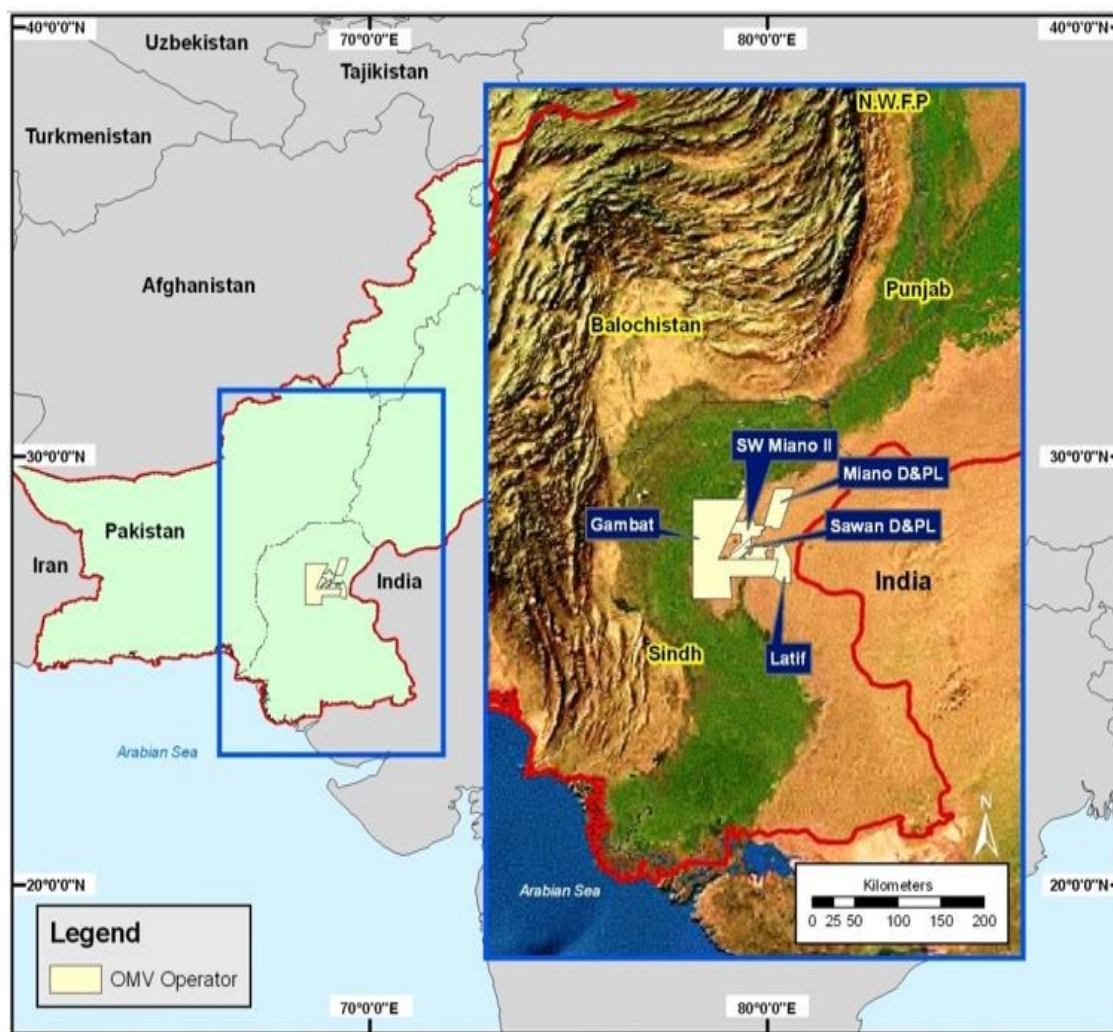 40°0'0"N
70°0'0"E
80°0'0"E
40°0'0"N
Uzbekistan
Tajikistan
Turkmenistan
Afghanistan
N.W.F.P
Punjab
Balochistan
30°0'0"N
30°0'0"N
SW Miano II
Miano D&PL
Gambat
Sawan D&PL
Pakistan
Iran
India
India
Latif
Sindh
Arabian Sea
Arabian Sea
N
Kilometers
0 25 50 100 150 200
20°0'0"N
20°0'0"N
Legend
OMV Operator
70°0'0"E
80°0'0"E